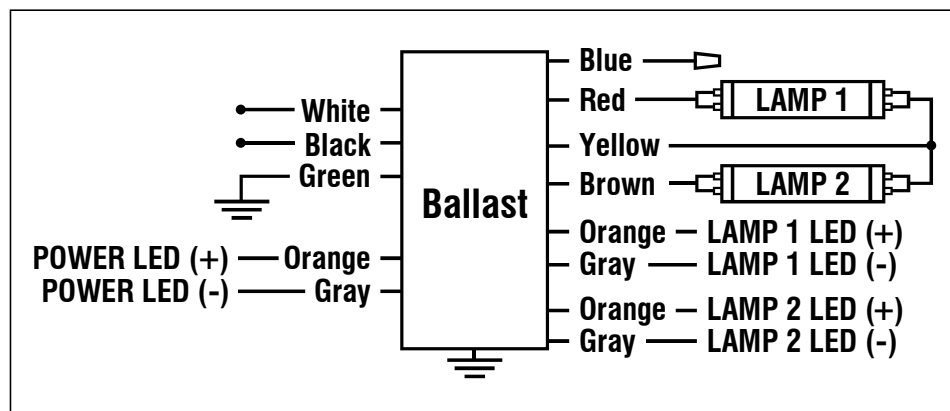 Blue
Red LAMP 1
White
Black
Yellow
Green
Brown LAMP 2
Ballast
Orange LAMP 1 LED (+)
POWER LED (+) Orange
Gray LAMP 1 LED (-)
POWER LED (-) Gray
Orange LAMP 2 LED (+)
Gray LAMP 2 LED (-)